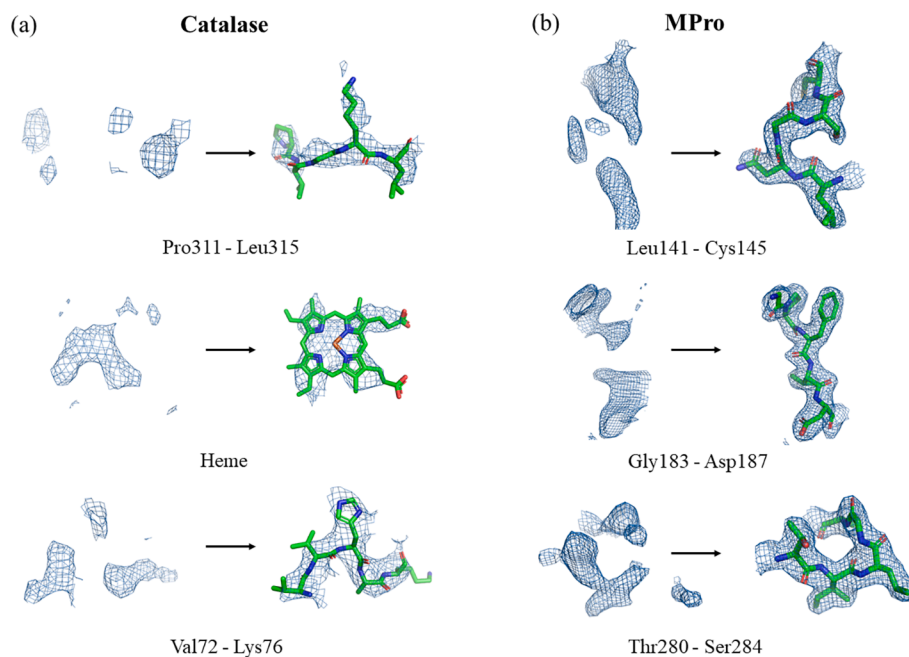 (a) Catalase
(b) MPro
Pro311 - Leu315
Leu141 - Cys145
Heme
Gly183 - Asp187
Val72 - Lys76
Thr280 - Ser284